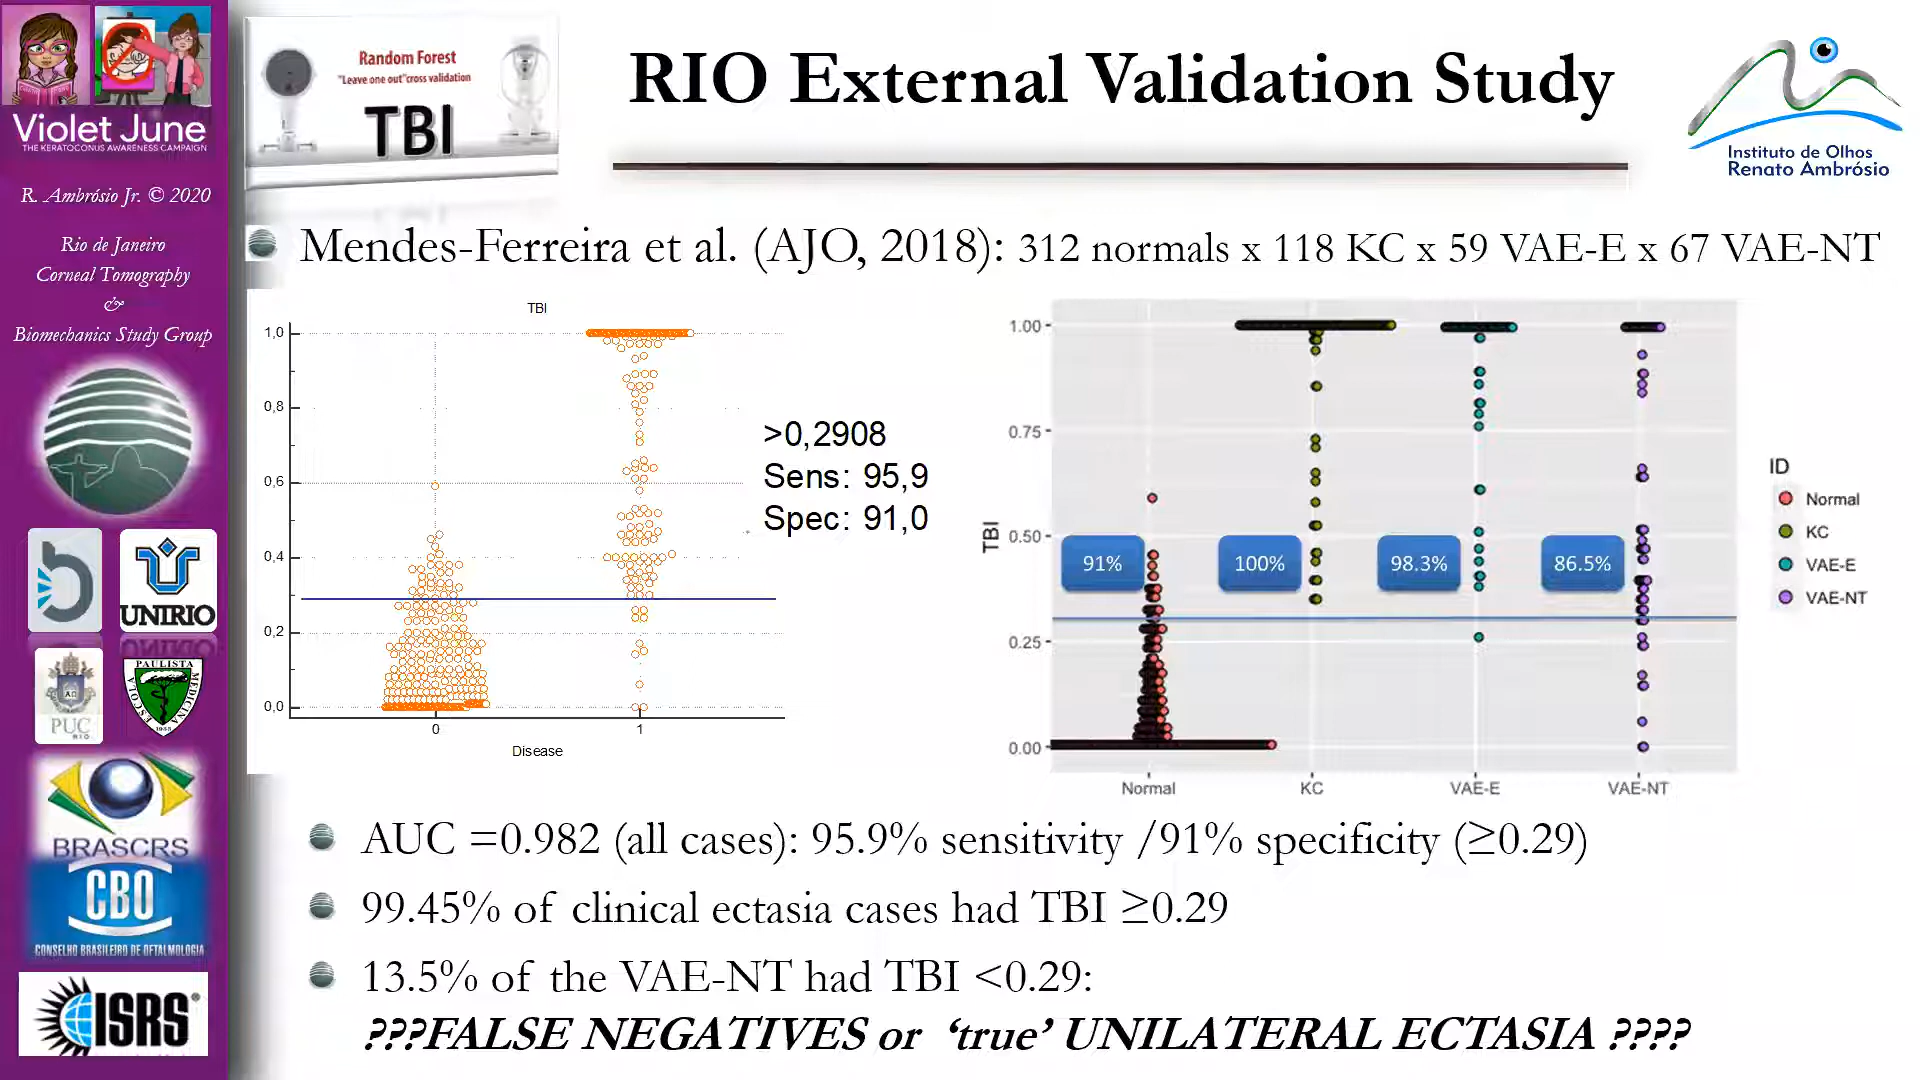 Violet June
THE KERATOCONUS AWARENESS CAMPAIGN
R. Ambrósio Jr. © 2020
Rio de Janeiro
Corneal Tomography
&
Biomechanics Study Group
UNIRIO
PUC
RIO
PAULISTA
ESCOLA
MEDICINA
1933
BRASCRS
CBO
CONSELHO BRASILEIRO DE OFTALMOLOGIA
ISRS®
Random Forest
"Leave one out"cross validation
TBI
RIO External Validation Study
Instituto de Olhos
Renato Ambrósio
Mendes-Ferreira et al. (AJO, 2018): 312 normals x 118 KC x 59 VAE-E x 67 VAE-NT
TBI
1,0
0,8
0,6
0,4
0,2
0,0
0
1
Disease
>0,2908
Sens: 95,9
Spec: 91,0
TBI
1.00
0.75
0.50
0.25
0.00
91%
100%
98.3%
86.5%
Normal
KC
VAE-E
VAE-NT
ID
Normal
KC
VAE-E
VAE-NT
AUC =0.982 (all cases): 95.9% sensitivity /91% specificity (≥0.29)
99.45% of clinical ectasia cases had TBI ≥0.29
13.5% of the VAE-NT had TBI <0.29:
???FALSE NEGATIVES or ‘true’ UNILATERAL ECTASIA ????